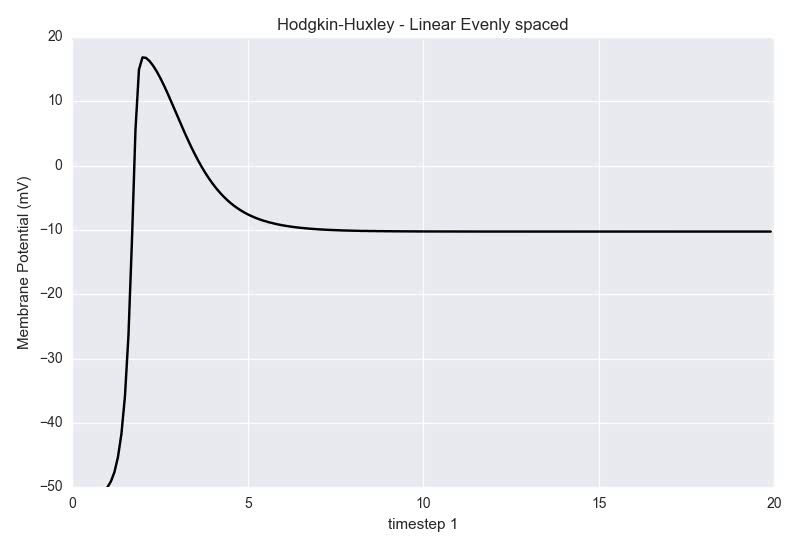 Hodgkin-Huxley - Linear Evenly spaced
20
10
0
−10
−20
−30
−40
−50
Membrane Potential (mV)
0 5 10 15 20
timestep 1